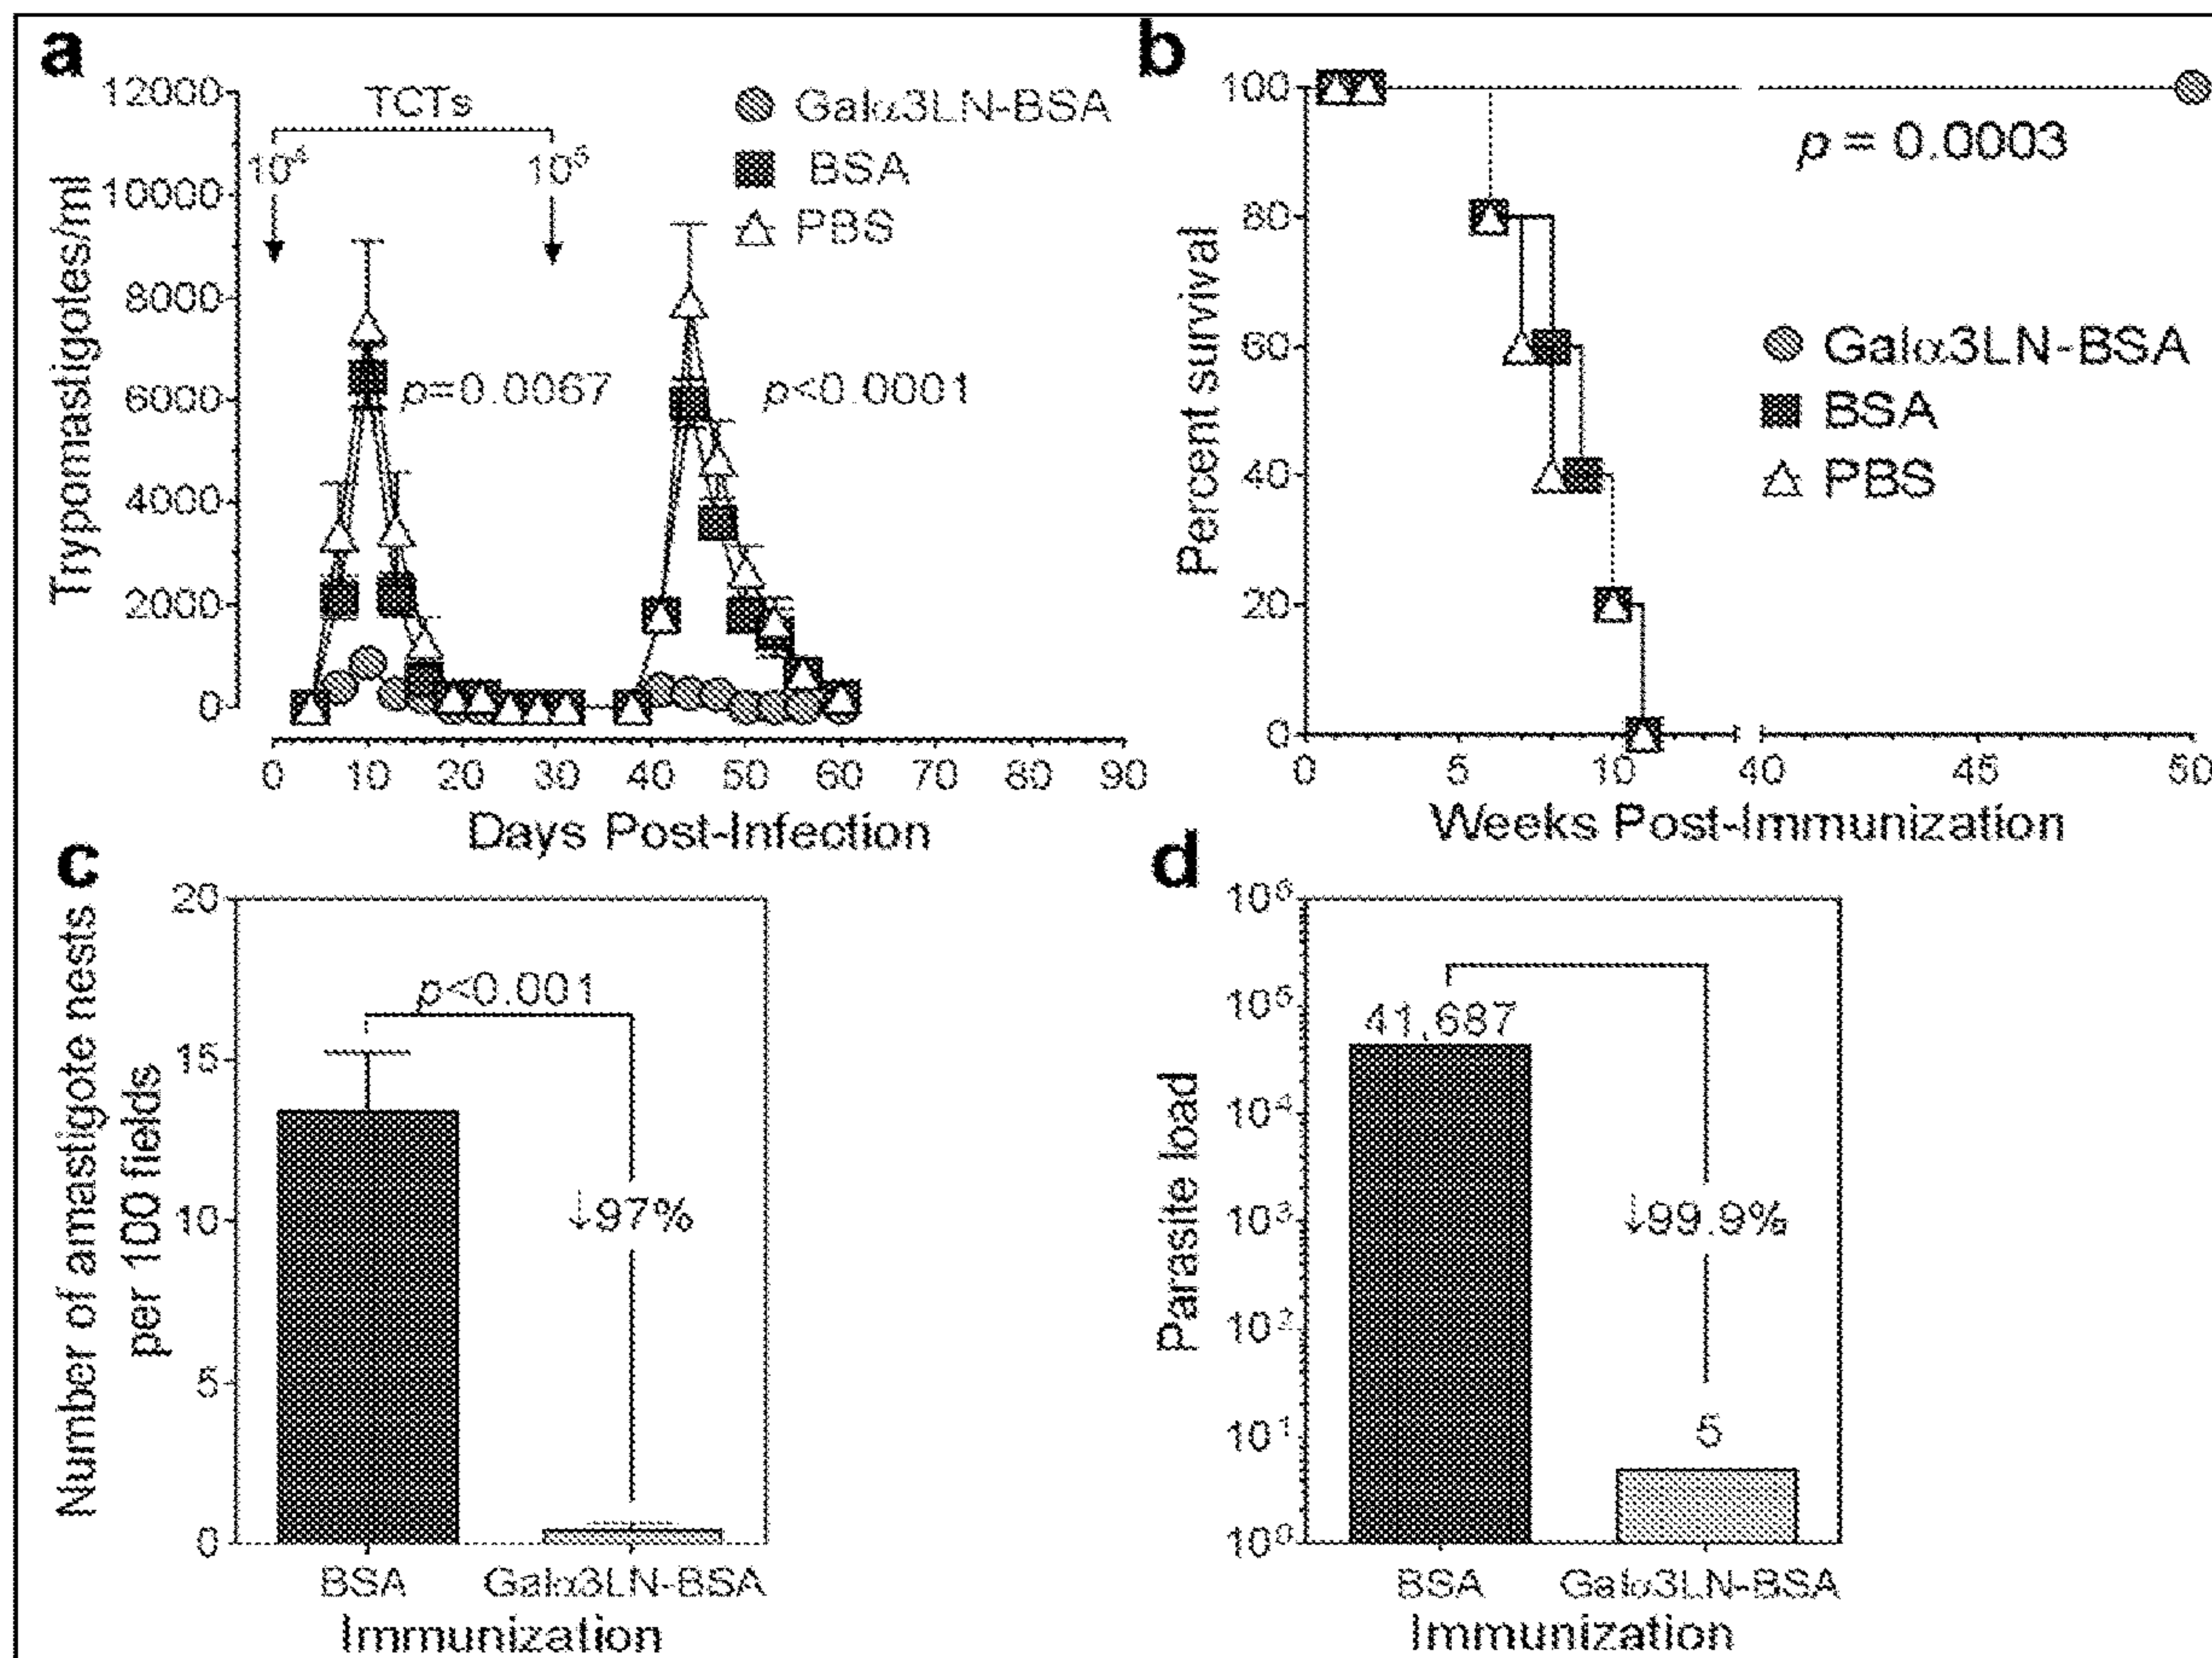 a
12000
10000
8000
6000
4000
2000
0
Trypomastigotes/ml
TCTs
10⁴
Galα3LN-BSA
BSA
PBS
p=0.0067
p<0.0001
0 10 20 30 40 50 60 70 80 90
Days Post-Infection
b
100
80
60
40
20
0
Percent survival
p = 0.0003
Galα3LN-BSA
BSA
PBS
0 5 10 40 45 50
Weeks Post-Immunization
c
20
15
10
5
0
Number of amastigote nests
per 100 fields
p<0.001
↓97%
BSA Galα3LN-BSA
Immunization
d
10⁶
10⁵
10⁴
10³
10²
10¹
10⁰
Parasite load
41,687
↓99.9%
5
BSA Galα3LN-BSA
Immunization